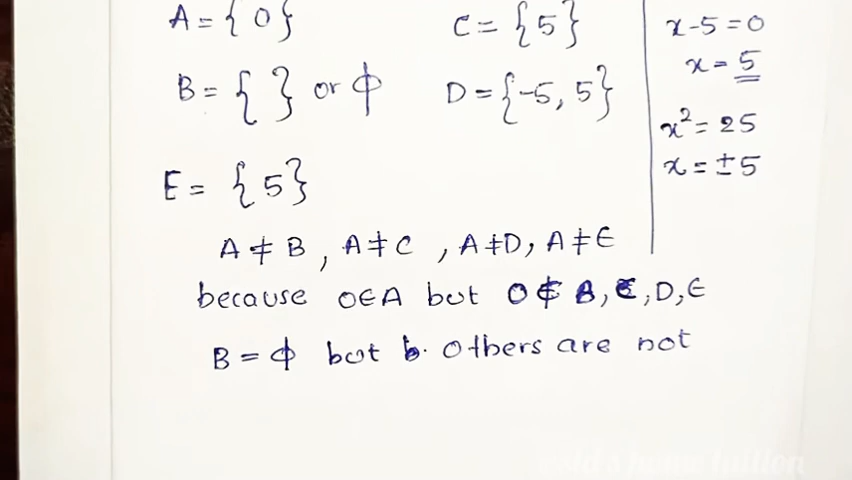 A = { 0 }
C = { 5 }
B = { } or ф
D = {-5, 5}
E = { 5 }
x - 5 = 0
x = 5
x² = 25
x = ±5
A ≠ B, A ≠ C, A ≠ D, A ≠ E
because 0 ∈ A but 0 ∉ B, C, D, E
B = ф but b. others are not